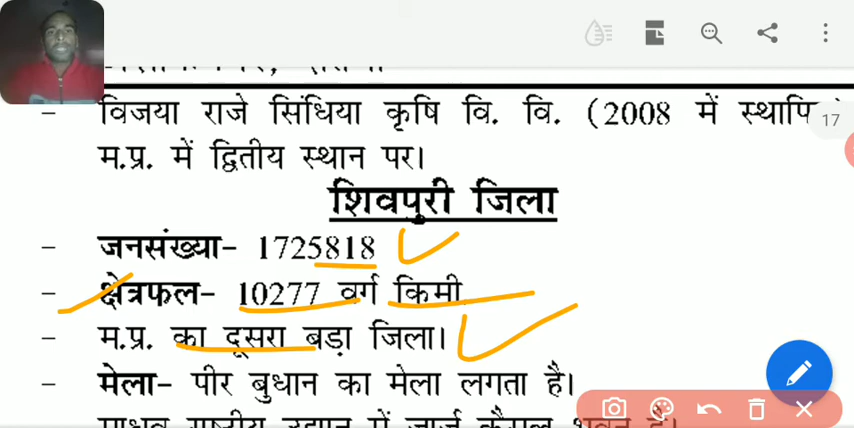 - विजया राजे सिंधिया कृषि वि. वि. (2008 में
17
म.प्र. में द्वितीय स्थान पर।
शिवपुरी जिला
- जनसंख्या- 1725818
- क्षेत्रफल- 10277 वर्ग किमी
- म.प्र. का दूसरा बड़ा जिला।
- मेला- पीर बुधान का मेला लगता है।